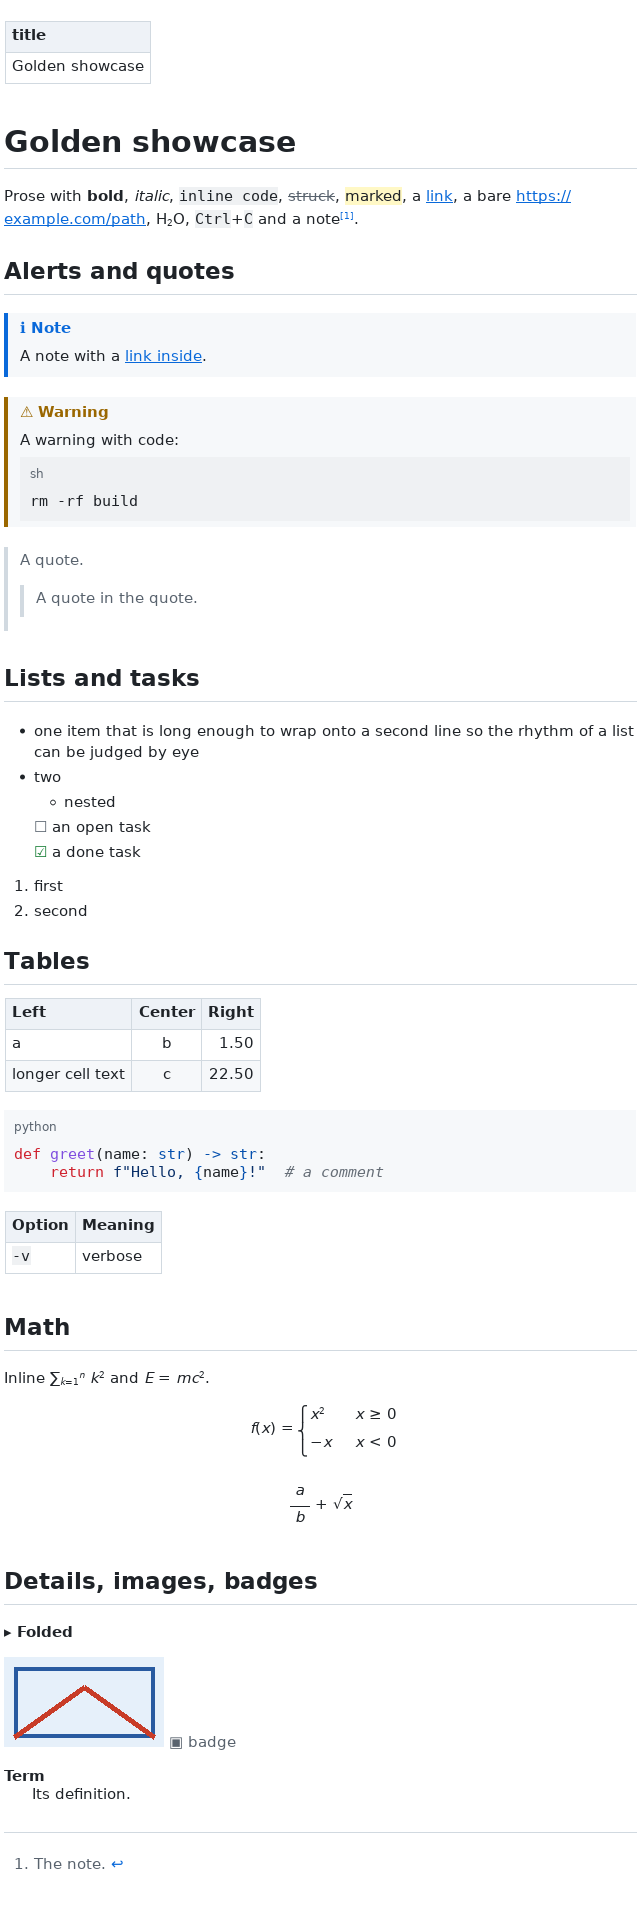 title
Golden showcase
Golden showcase
Prose with bold, italic, inline code, struck, marked, a link, a bare https://
example.com/path, H₂O, Ctrl+C and a note[1].
Alerts and quotes
ℹ Note
A note with a link inside.
⚠ Warning
A warning with code:
sh
rm -rf build
A quote.
A quote in the quote.
Lists and tasks
• one item that is long enough to wrap onto a second line so the rhythm of a list
can be judged by eye
• two
◦ nested
☐ an open task
☑ a done task
1. first
2. second
Tables
Left Center Right
a b 1.50
longer cell text c 22.50
python
def greet(name: str) -> str:
    return f"Hello, {name}!"  # a comment
Option Meaning
-v verbose
Math
Inline ∑ₖ₌₁ⁿ k² and E = mc².
f(x) = { x² x ≥ 0
−x x < 0
a
b + √x
Details, images, badges
▸ Folded
▣ badge
Term
Its definition.
1. The note. ↩